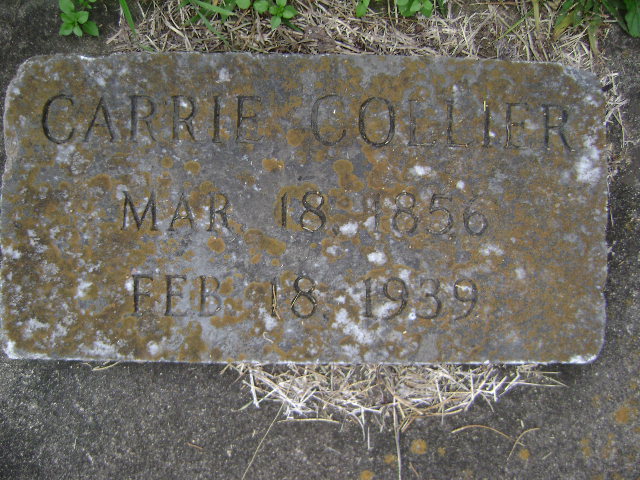 CARRIE COLLIER
MAR. 18. 1856
FEB. 18. 1939